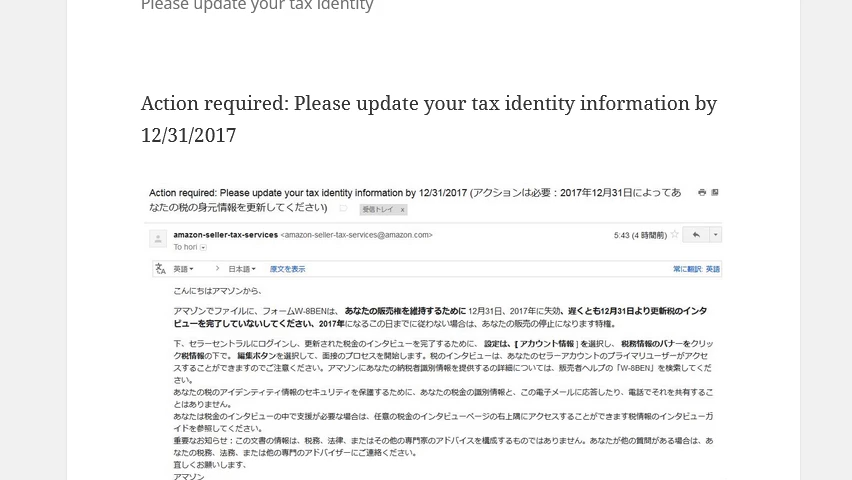 Please update your tax identity
Action required: Please update your tax identity information by
12/31/2017
Action required: Please update your tax identity information by 12/31/2017 (アクションは必要：2017年12月31日によってあ
なたの税の身元情報を更新してください)
受信トレイ x
amazon-seller-tax-services <amazon-seller-tax-services@amazon.com>
5:43 (4 時間前)
To hori
英語 > 日本語 原文を表示
常に翻訳: 英語
こんにちはアマゾンから、
アマゾンでファイルに、フォームW-8BENは、あなたの販売権を維持するために 12月31日、2017年に失効、遅くとも12月31日より更新税のインタ
ビューを完了していないしてください、2017年になるこの日までに従わない場合は、あなたの販売の停止になります特権。
下、セラーセントラルにログインし、更新された税金のインタビューを完了するために、 設定は、[ アカウント情報 ] を選択し、 税務情報のバナーをクリッ
ク税情報の下で。 編集ボタンを選択して、面接のプロセスを開始します。税のインタビューは、あなたのセラーアカウントのプライマリユーザーがアクセ
スすることができますのでご注意ください。アマゾンにあなたの納税者識別情報を提供するの詳細については、販売者ヘルプの「W-8BEN」を検索してくだ
さい。
あなたの税のアイデンティティ情報のセキュリティを保護するために、あなたの税金の識別情報と、この電子メールに応答したり、電話でそれを共有するこ
とはありません。
あなたは税金のインタビューの中で支援が必要な場合は、任意の税金のインタビューページの右上隅にアクセスすることができます税情報のインタビューガ
イドを参照してください。
重要なお知らせ：この文書の情報は、税務、法律、またはその他の専門家のアドバイスを構成するものではありません。あなたが他の質問がある場合は、あ
なたの税務、法務、または他の専門のアドバイザーにご連絡ください。
宜しくお願いします、
アマゾン